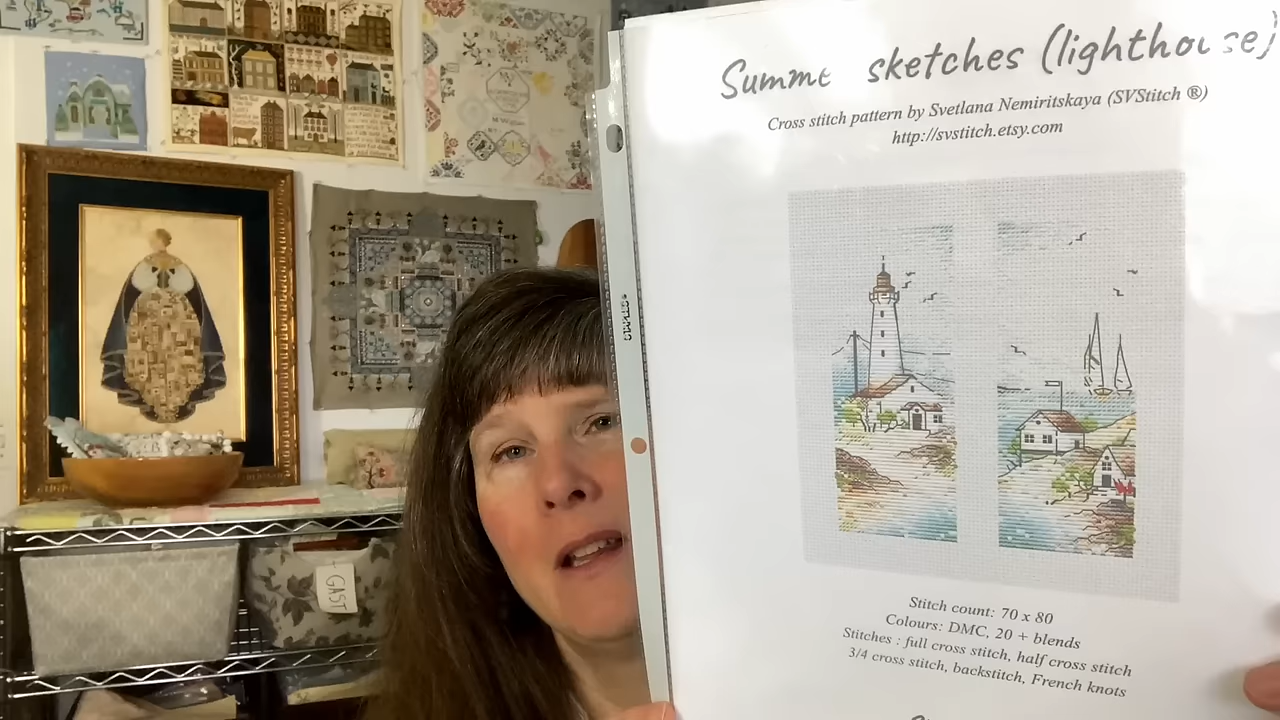 Summe sketches (lighthouse)
Cross stitch pattern by Svetlana Nemiritskaya (SVStitch ®)
http://svstitch.etsy.com
STAPLES
GAST
Stitch count: 70 x 80
Colours: DMC, 20 + blends
Stitches : full cross stitch, half cross stitch
3/4 cross stitch, backstitch, French knots